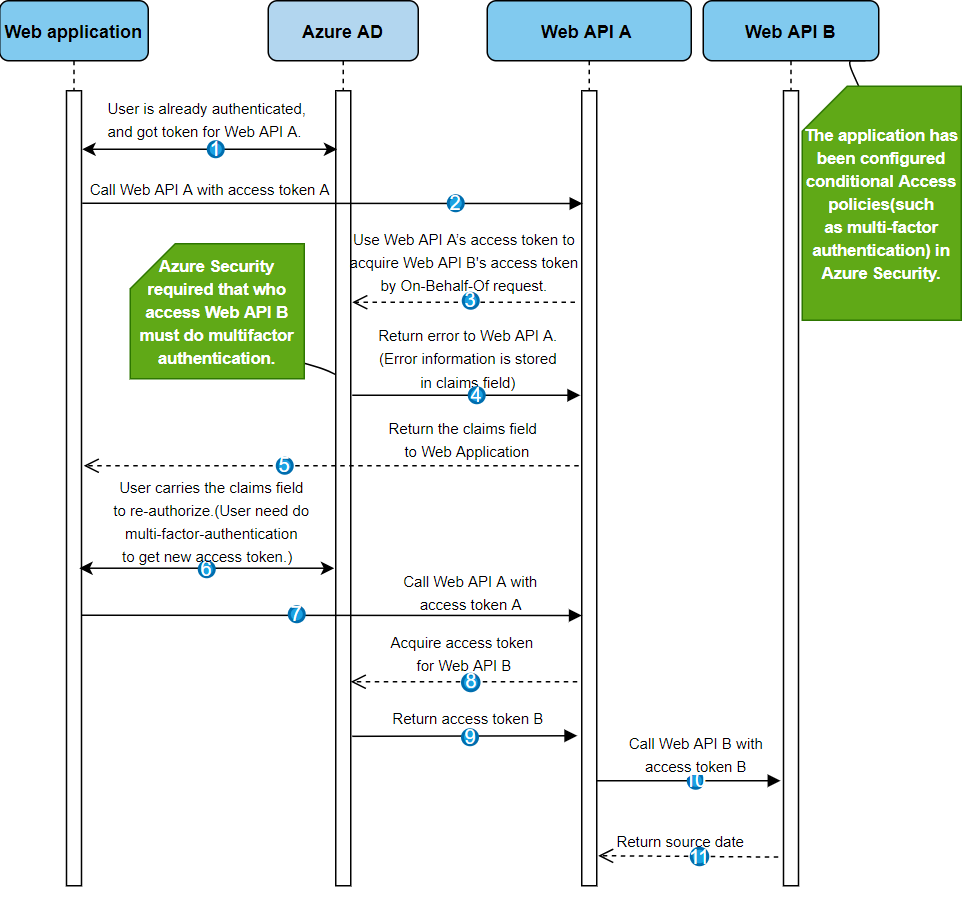 Web application
Azure AD
Web API A
Web API B
The application has
been configured
conditional Access
policies(such
as multi-factor
authentication) in
Azure Security.
User is already authenticated,
and got token for Web API A.
1
Call Web API A with access token A
2
Use Web API A's access token to
acquire Web API B's access token
by On-Behalf-Of request.
3
Azure Security
required that who
access Web API B
must do multifactor
authentication.
Return error to Web API A.
(Error information is stored
in claims field)
4
Return the claims field
to Web Application
5
User carries the claims field
to re-authorize.(User need do
multi-factor-authentication
to get new access token.)
6
Call Web API A with
access token A
7
Acquire access token
for Web API B
8
Return access token B
9
Call Web API B with
access token B
10
Return source date
11